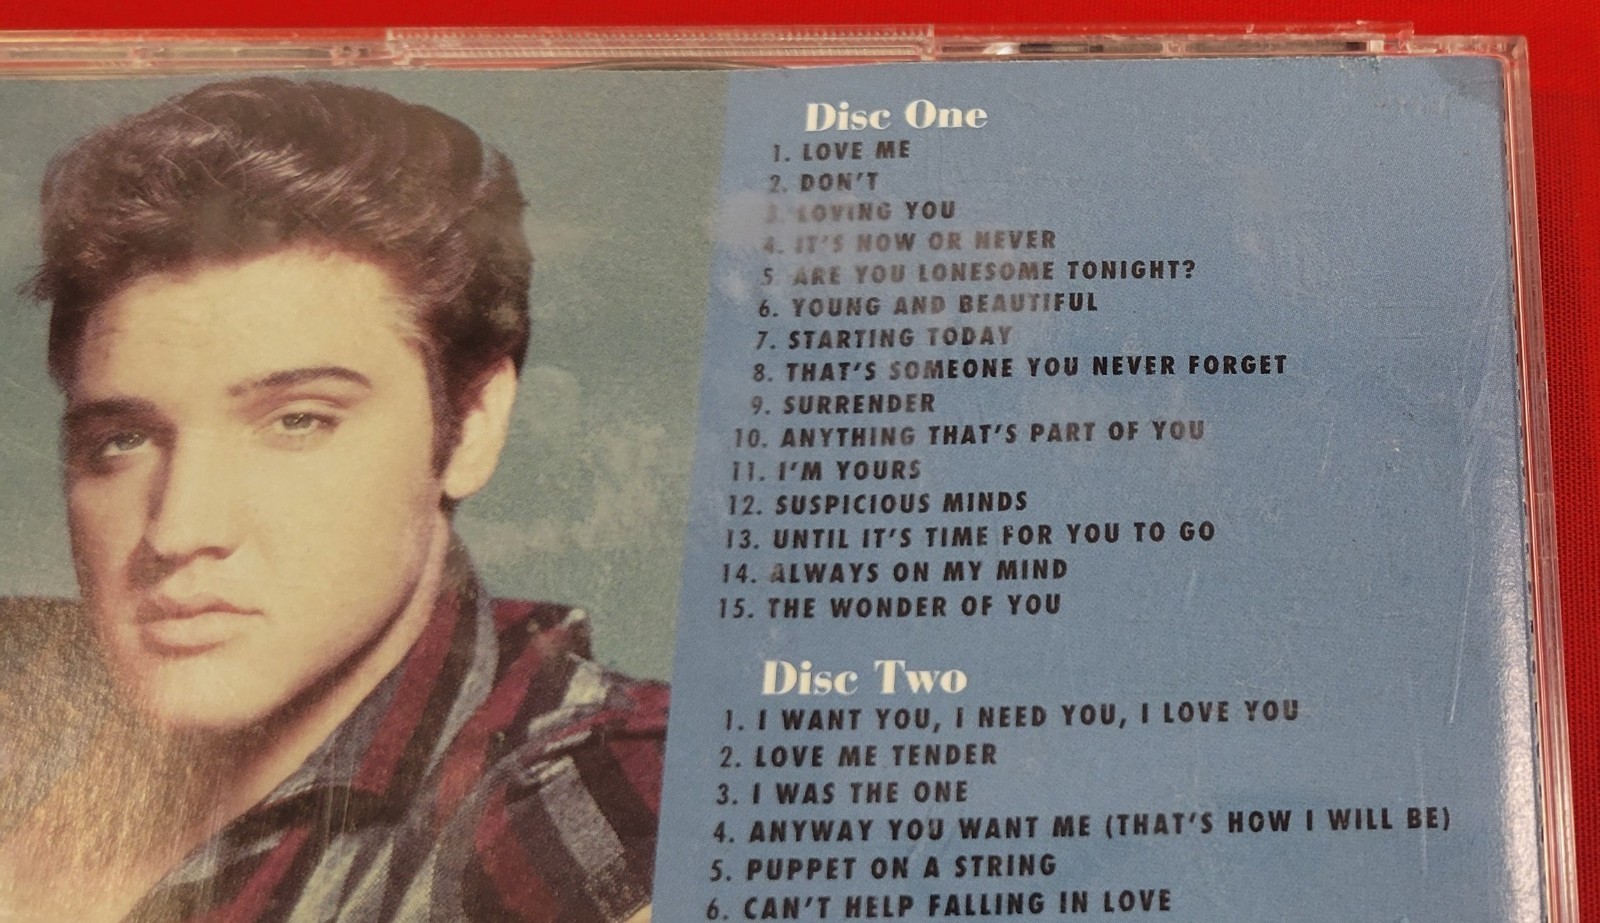 Disc One
1. LOVE ME
2. DON'T
3. LOVING YOU
4. IT'S NOW OR NEVER
5. ARE YOU LONESOME TONIGHT?
6. YOUNG AND BEAUTIFUL
7. STARTING TODAY
8. THAT'S SOMEONE YOU NEVER FORGET
9. SURRENDER
10. ANYTHING THAT'S PART OF YOU
11. I'M YOURS
12. SUSPICIOUS MINDS
13. UNTIL IT'S TIME FOR YOU TO GO
14. ALWAYS ON MY MIND
15. THE WONDER OF YOU
Disc Two
1. I WANT YOU, I NEED YOU, I LOVE YOU
2. LOVE ME TENDER
3. I WAS THE ONE
4. ANYWAY YOU WANT ME (THAT'S HOW I WILL BE)
5. PUPPET ON A STRING
6. CAN'T HELP FALLING IN LOVE